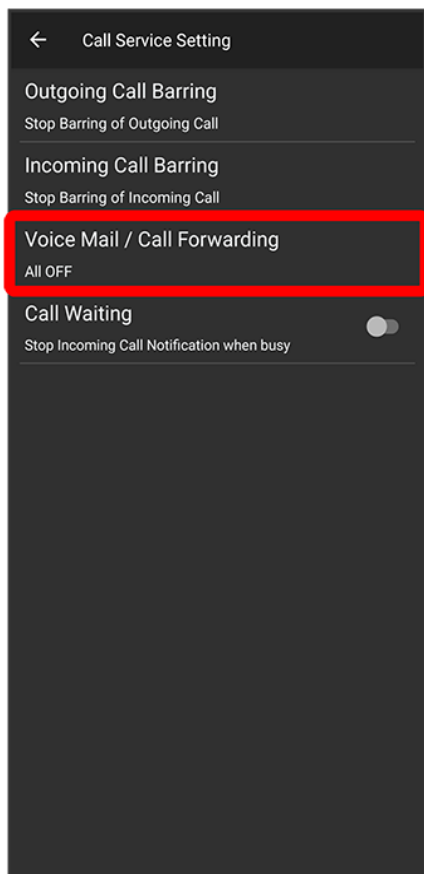 Call Service Setting
Outgoing Call Barring
Stop Barring of Outgoing Call
Incoming Call Barring
Stop Barring of Incoming Call
Voice Mail / Call Forwarding
All OFF
Call Waiting
Stop Incoming Call Notification when busy